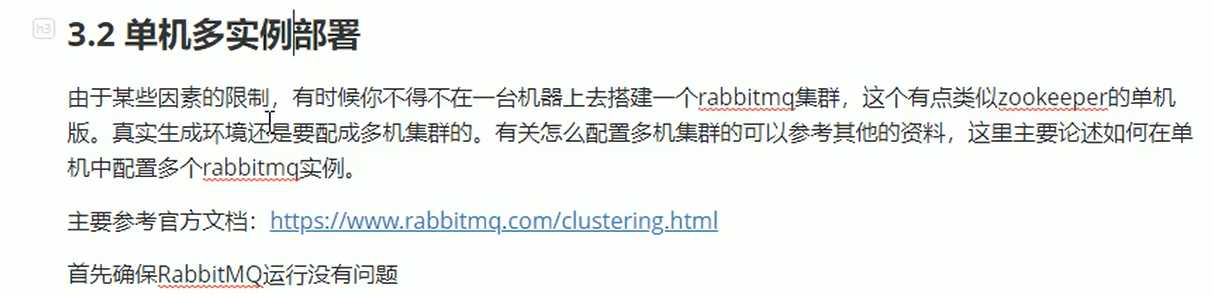 h3
3.2 单机多实例部署
由于某些因素的限制，有时候你不得不在一台机器上去搭建一个rabbitmq集群，这个有点类似zookeeper的单机
版。真实生成环境还是要配成多机集群的。有关怎么配置多机集群的可以参考其他的资料，这里主要论述如何在单
机中配置多个rabbitmq实例。
主要参考官方文档：https://www.rabbitmq.com/clustering.html
首先确保RabbitMQ运行没有问题